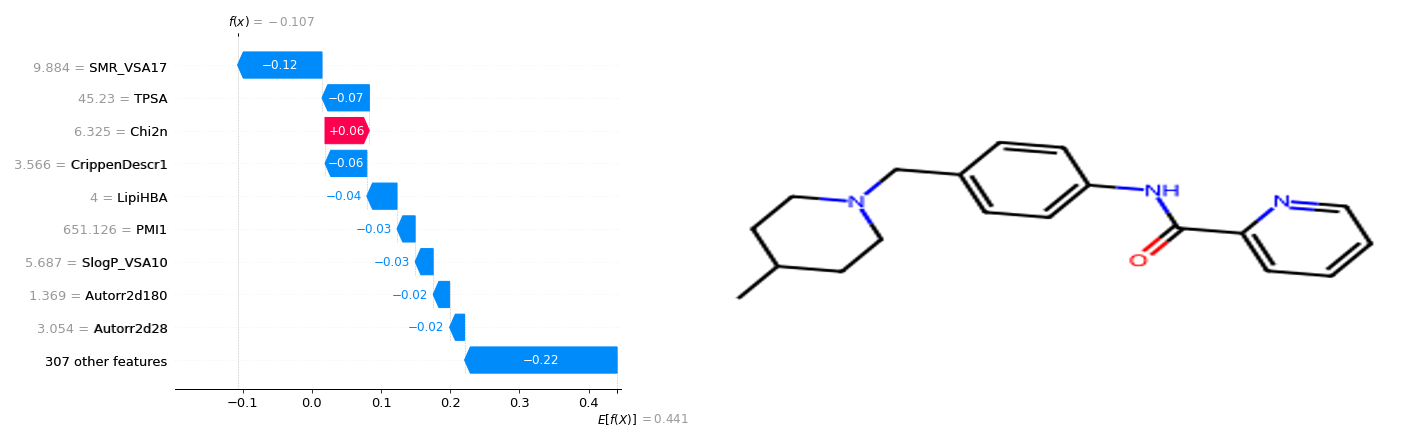 f(x) = −0.107
9.884 = SMR_VSA17
−0.12
45.23 = TPSA
−0.07
6.325 = Chi2n
+0.06
3.566 = CrippenDescr1
−0.06
4 = LipiHBA
−0.04
651.126 = PMI1
−0.03
5.687 = SlogP_VSA10
−0.03
1.369 = Autorr2d180
−0.02
3.054 = Autorr2d28
−0.02
307 other features
−0.22
−0.1 0.0 0.1 0.2 0.3 0.4
E[f(X)] = 0.441
N
NH
O
N